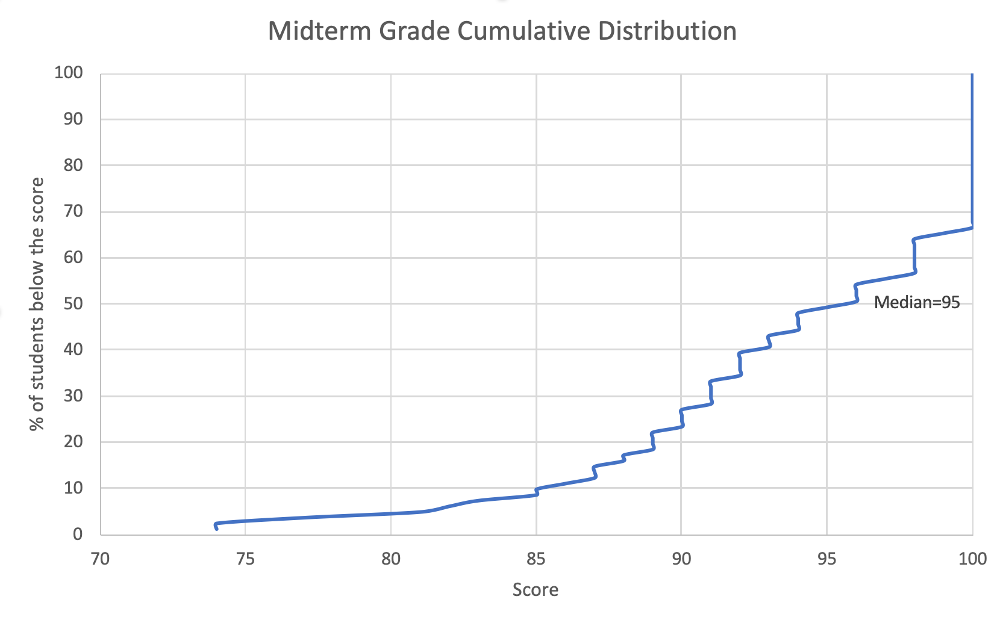 Midterm Grade Cumulative Distribution
100
90
80
70
60
50
40
30
20
10
0
% of students below the score
Median=95
70 75 80 85 90 95 100
Score